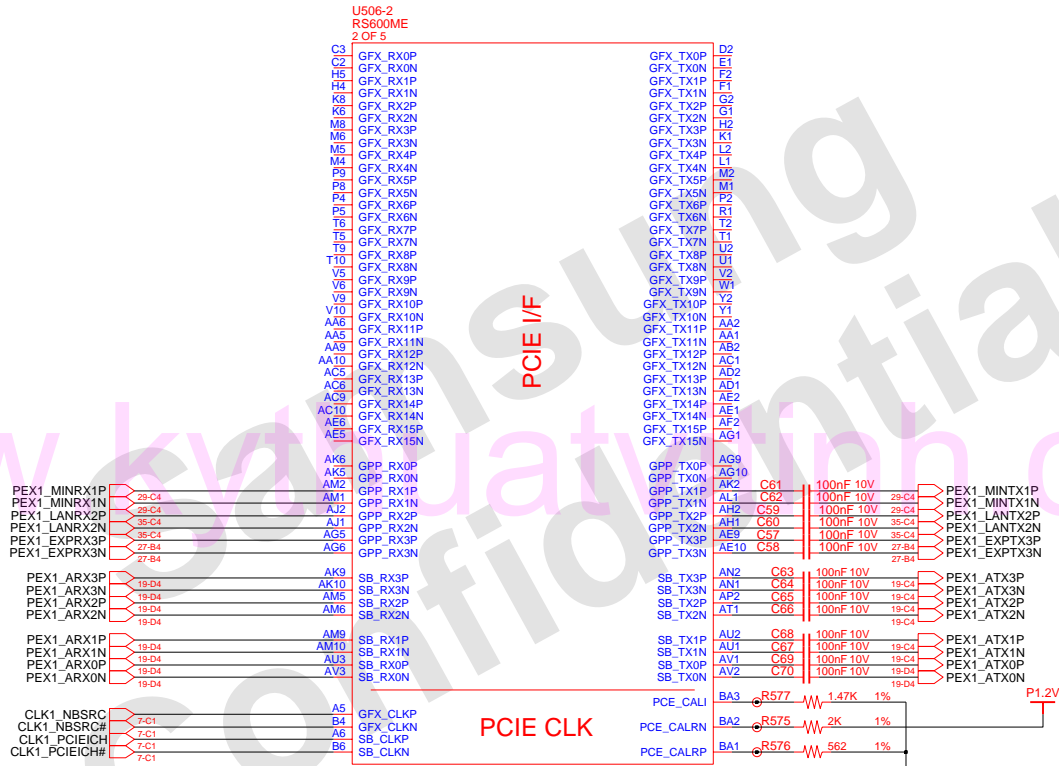 U506-2
RS600ME
2 OF 5
C3 GFX_RX0P GFX_TX0P D2
C2 GFX_RX0N GFX_TX0N E1
H5 GFX_RX1P GFX_TX1P F2
H4 GFX_RX1N GFX_TX1N F1
K8 GFX_RX2P GFX_TX2P G2
K6 GFX_RX2N GFX_TX2N G1
M8 GFX_RX3P GFX_TX3P H2
M6 GFX_RX3N GFX_TX3N K1
M5 GFX_RX4P GFX_TX4P L2
M4 GFX_RX4N GFX_TX4N L1
P9 GFX_RX5P GFX_TX5P M2
P8 GFX_RX5N GFX_TX5N M1
P4 GFX_RX6P GFX_TX6P P2
P5 GFX_RX6N GFX_TX6N R1
T6 GFX_RX7P GFX_TX7P T2
T5 GFX_RX7N GFX_TX7N T1
T9 GFX_RX8P GFX_TX8P U2
T10 GFX_RX8N GFX_TX8N U1
V5 GFX_RX9P GFX_TX9P V2
V6 GFX_RX9N GFX_TX9N W1
V9 GFX_RX10P GFX_TX10P Y2
V10 GFX_RX10N GFX_TX10N Y1
AA6 GFX_RX11P GFX_TX11P AA2
AA5 GFX_RX11N GFX_TX11N AA1
AA9 GFX_RX12P GFX_TX12P AB2
AA10 GFX_RX12N GFX_TX12N AC1
AC5 GFX_RX13P GFX_TX13P AD2
AC6 GFX_RX13N GFX_TX13N AD1
AC9 GFX_RX14P GFX_TX14P AE2
AC10 GFX_RX14N GFX_TX14N AE1
AE6 GFX_RX15P GFX_TX15P AF2
AE5 GFX_RX15N GFX_TX15N AG1
PCIE I/F
AK6 GPP_RX0P GPP_TX0P AG9
AK5 GPP_RX0N GPP_TX0N AG10
PEX1_MINRX1P 29-C4 AM2 GPP_RX1P GPP_TX1P AK2 C61 100nF 10V 29-C4 PEX1_MINTX1P
PEX1_MINRX1N 29-C4 AM1 GPP_RX1N GPP_TX1N AL1 C62 100nF 10V 29-C4 PEX1_MINTX1N
PEX1_LANRX2P 35-C4 AJ2 GPP_RX2P GPP_TX2P AH2 C59 100nF 10V 35-C4 PEX1_LANTX2P
PEX1_LANRX2N 35-C4 AJ1 GPP_RX2N GPP_TX2N AH1 C60 100nF 10V 35-C4 PEX1_LANTX2N
PEX1_EXPRX3P 27-B4 AG5 GPP_RX3P GPP_TX3P AE9 C57 100nF 10V 27-B4 PEX1_EXPTX3P
PEX1_EXPRX3N 27-B4 AG6 GPP_RX3N GPP_TX3N AE10 C58 100nF 10V 27-B4 PEX1_EXPTX3N
PEX1_ARX3P 19-D4 AK9 SB_RX3P SB_TX3P AN2 C63 100nF 10V 19-C4 PEX1_ATX3P
PEX1_ARX3N 19-D4 AK10 SB_RX3N SB_TX3N AN1 C64 100nF 10V 19-C4 PEX1_ATX3N
PEX1_ARX2P 19-D4 AM5 SB_RX2P SB_TX2P AP2 C65 100nF 10V 19-C4 PEX1_ATX2P
PEX1_ARX2N 19-D4 AM6 SB_RX2N SB_TX2N AT1 C66 100nF 10V 19-C4 PEX1_ATX2N
PEX1_ARX1P 19-D4 AM9 SB_RX1P SB_TX1P AU2 C68 100nF 10V 19-C4 PEX1_ATX1P
PEX1_ARX1N 19-D4 AM10 SB_RX1N SB_TX1N AU1 C67 100nF 10V 19-C4 PEX1_ATX1N
PEX1_ARX0P 19-D4 AU3 SB_RX0P SB_TX0P AV1 C69 100nF 10V 19-D4 PEX1_ATX0P
PEX1_ARX0N 19-D4 AV3 SB_RX0N SB_TX0N AV2 C70 100nF 10V 19-D4 PEX1_ATX0N
PCE_CALI BA3 R577 1.47K 1% P1.2V
CLK1_NBSRC 7-C1 A5 GFX_CLKP
CLK1_NBSRC# 7-C1 B4 GFX_CLKN PCIE CLK PCE_CALRN BA2 R575 2K 1%
CLK1_PCIEICH 7-C1 A6 SB_CLKP
CLK1_PCIEICH# 7-C1 B6 SB_CLKN PCE_CALRP BA1 R576 562 1%
Samsung
Confidential
w.kythuatvitinh.c